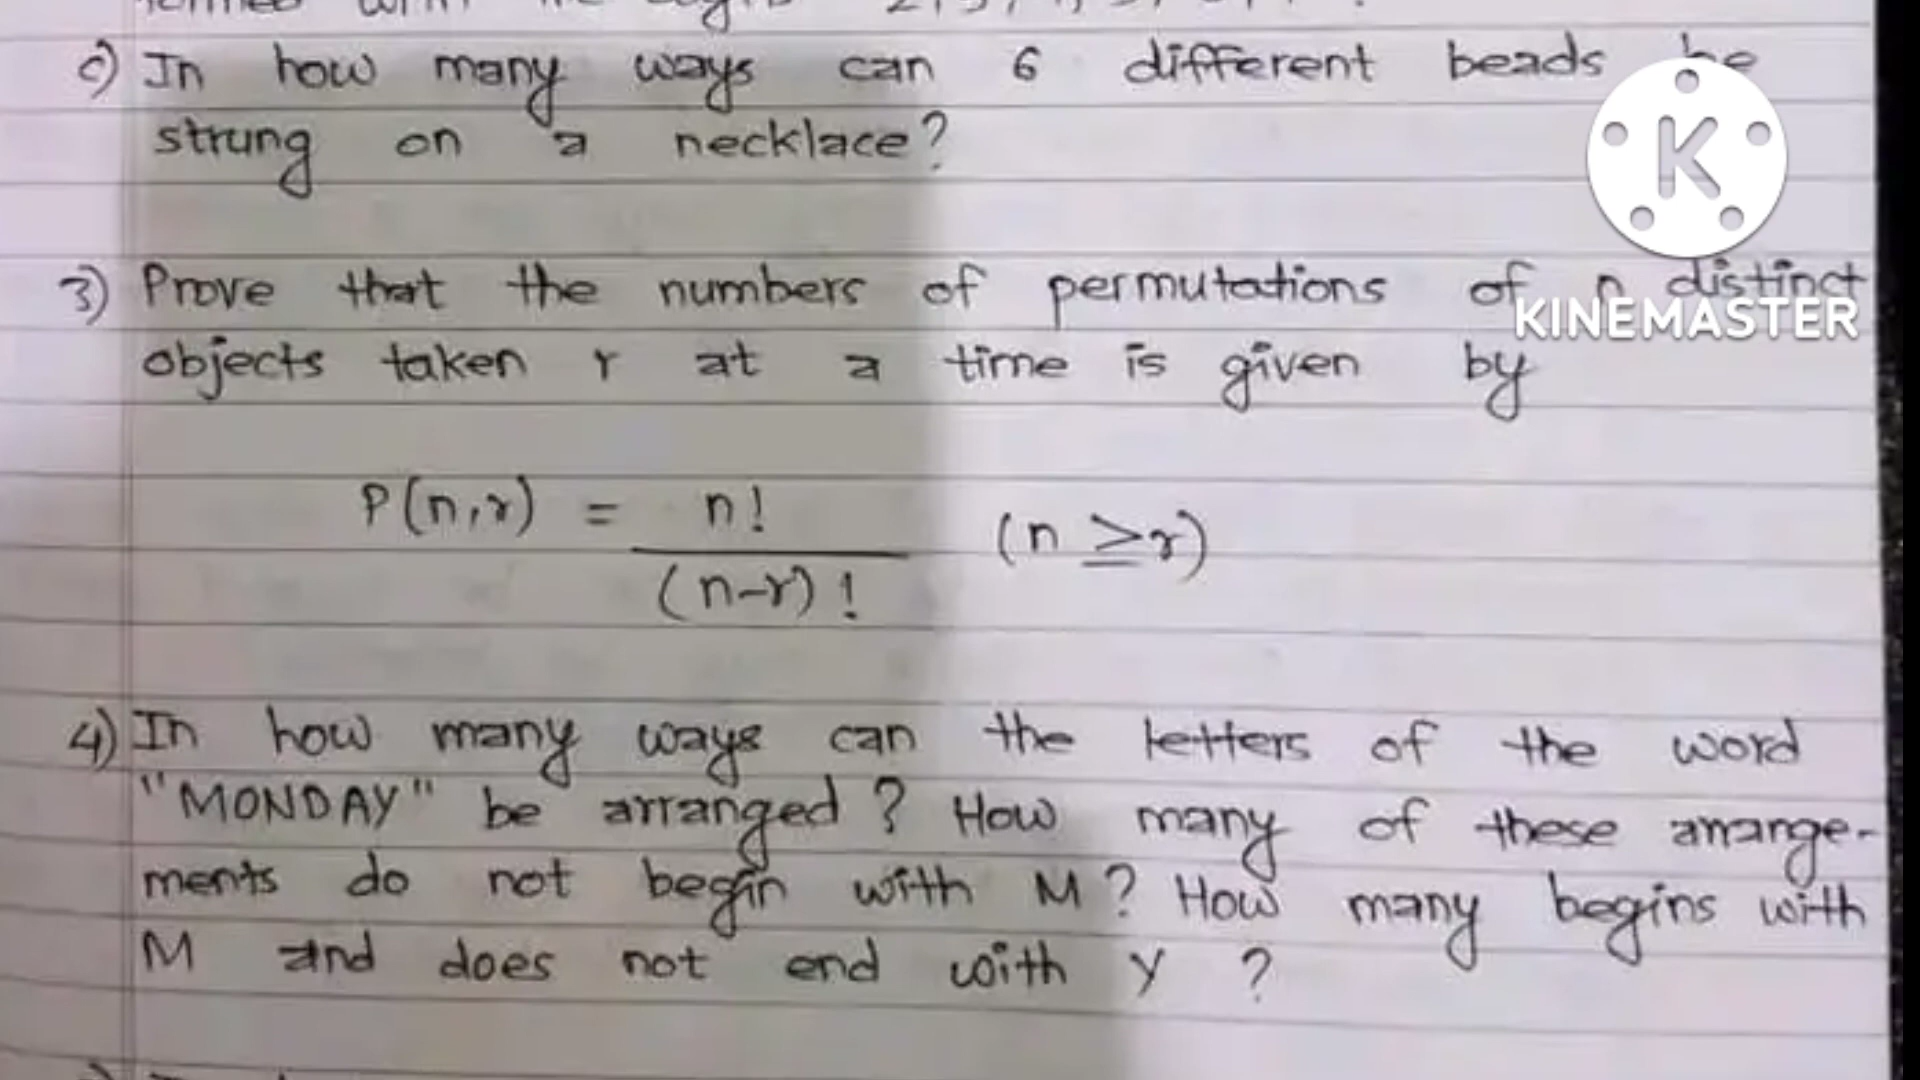 c) In how many ways can 6 different beads be
strung on a necklace?
3) Prove that the numbers of permutations of n distinct
objects taken r at a time is given by
P(n,r) = n! / (n-r)! (n ≥ r)
4) In how many ways can the letters of the word
"MONDAY" be arranged? How many of these arrange-
ments do not begin with M? How many begins with
M and does not end with Y ?
K
KINEMASTER